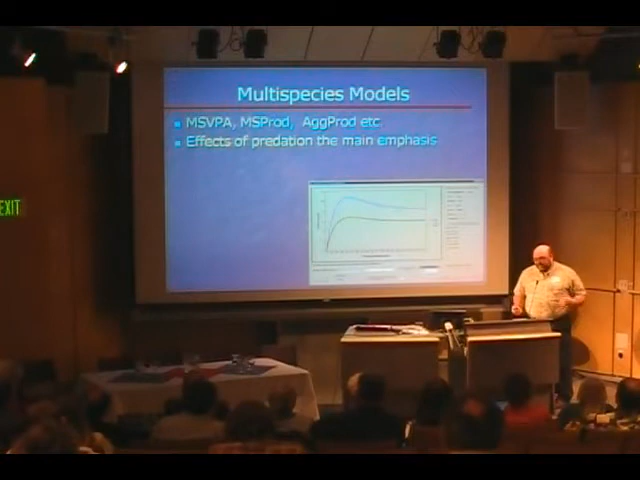 Multispecies Models
MSVPA, MSProd, AggProd etc.
Effects of predation the main emphasis
EXIT